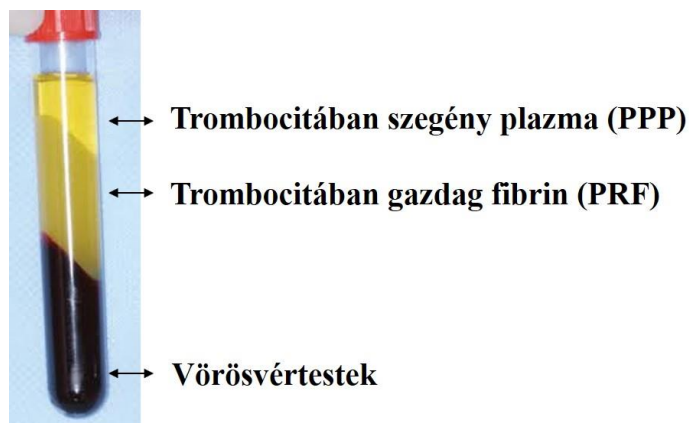 Trombocitában szegény plazma (PPP)
Trombocitában gazdag fibrin (PRF)
Vörösvértestek